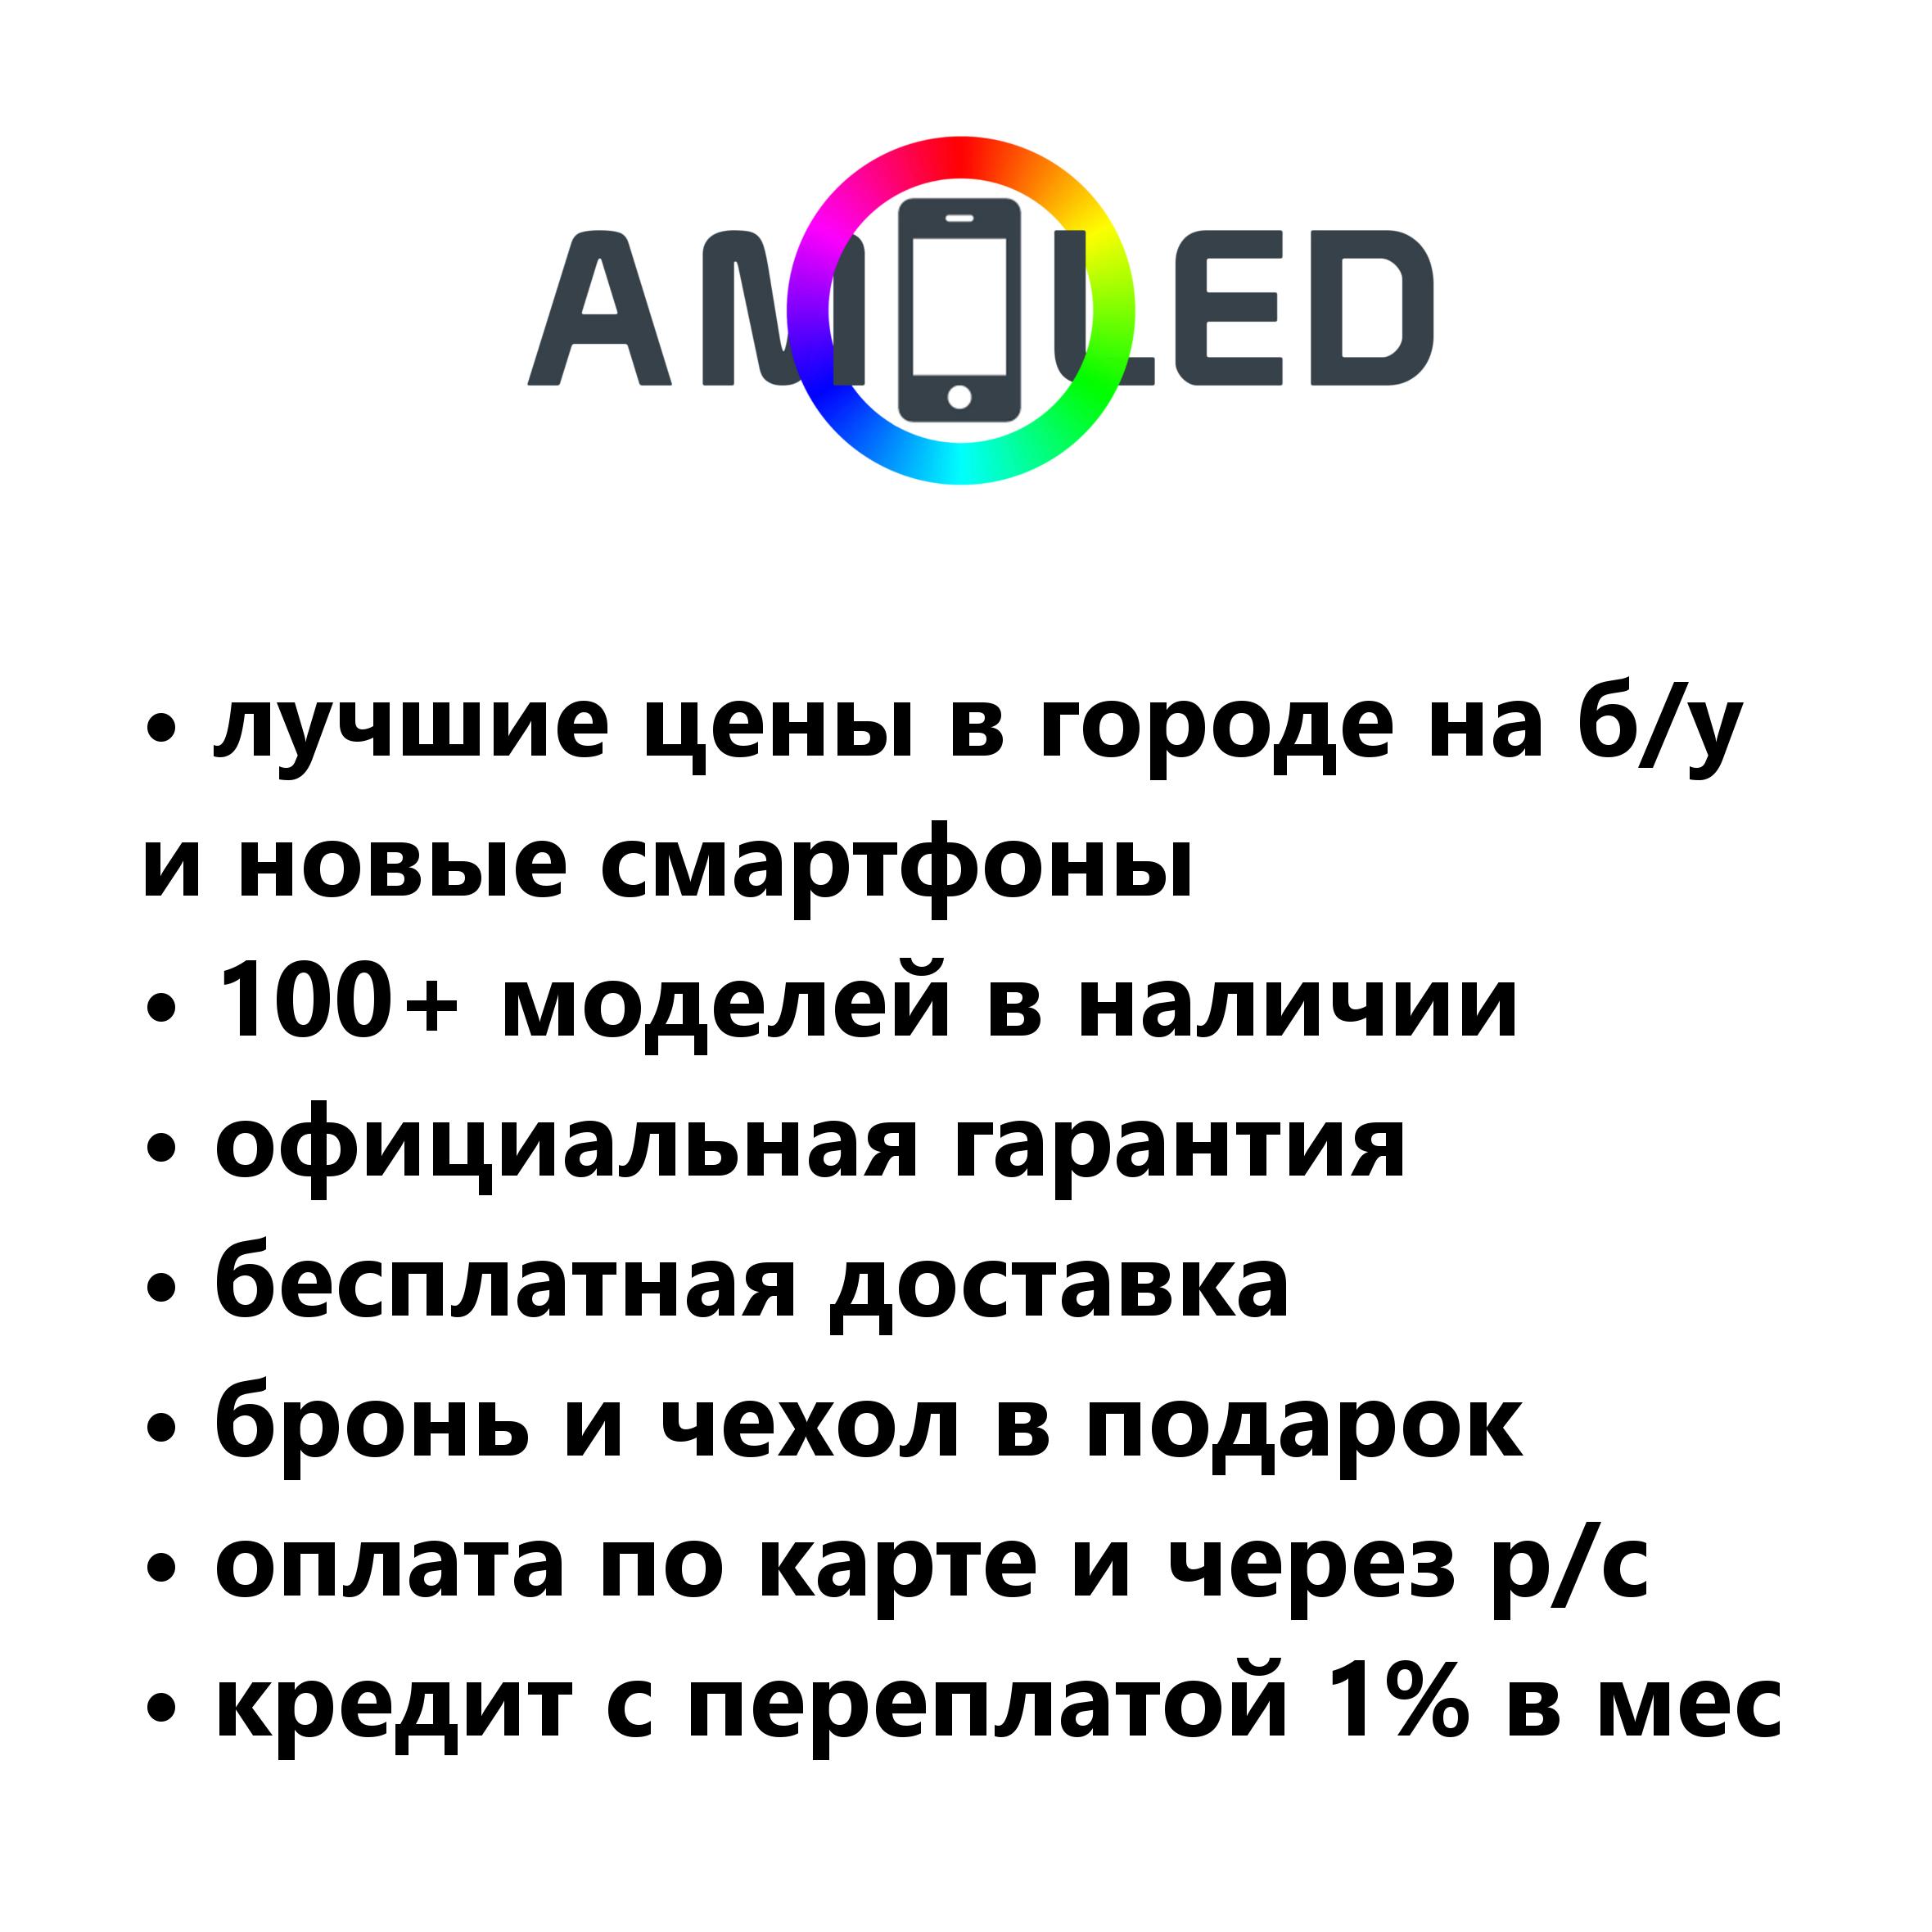 AMOLED
• лучшие цены в городе на б/у
и новые смартфоны
• 100+ моделей в наличии
• официальная гарантия
• бесплатная доставка
• бронь и чехол в подарок
• оплата по карте и через р/с
• кредит с переплатой 1% в мес